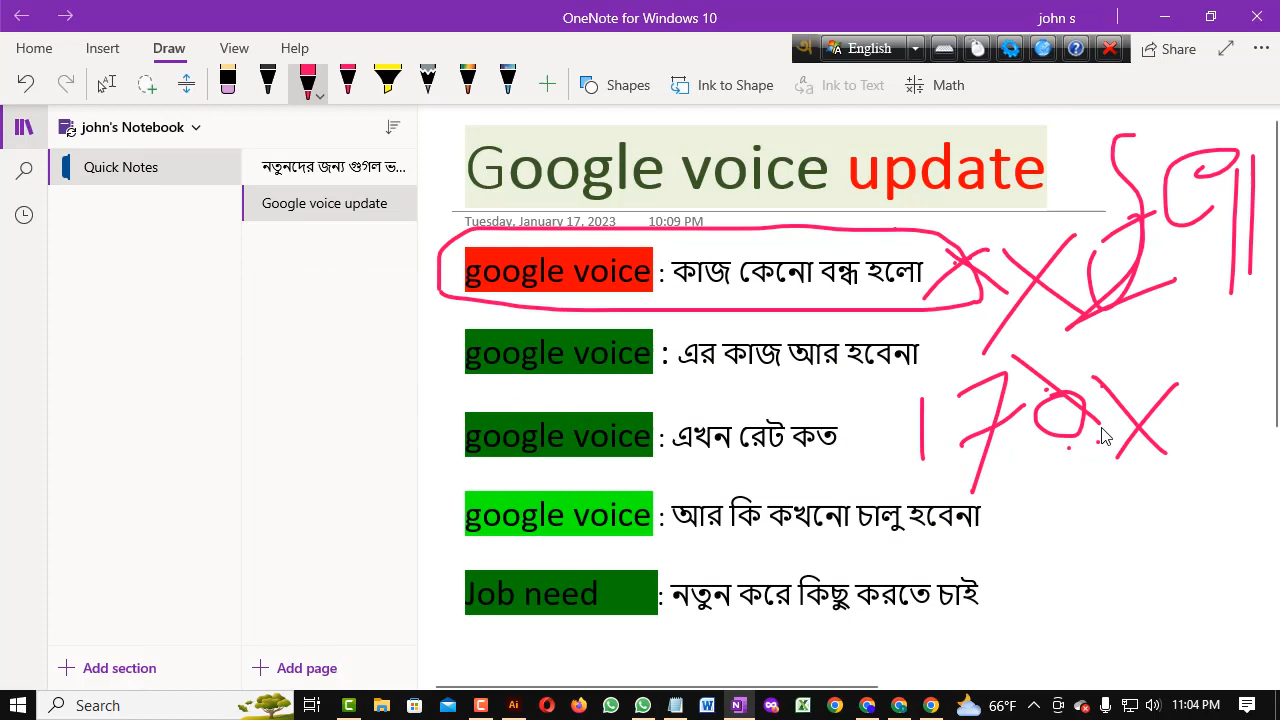 OneNote for Windows 10
john s
Home Insert Draw View Help
English
Share
Shapes Ink to Shape Ink to Text Math
john's Notebook
Quick Notes
নতুনদের জন্য গুগল ভ...
Google voice update
Google voice update
Tuesday, January 17, 2023 10:09 PM
google voice : কাজ কেনো বন্ধ হলো
google voice : এর কাজ আর হবেনা
google voice : এখন রেট কত
170
google voice : আর কি কখনো চালু হবেনা
Job need : নতুন করে কিছু করতে চাই
Add section
Add page
Search
66°F
11:04 PM